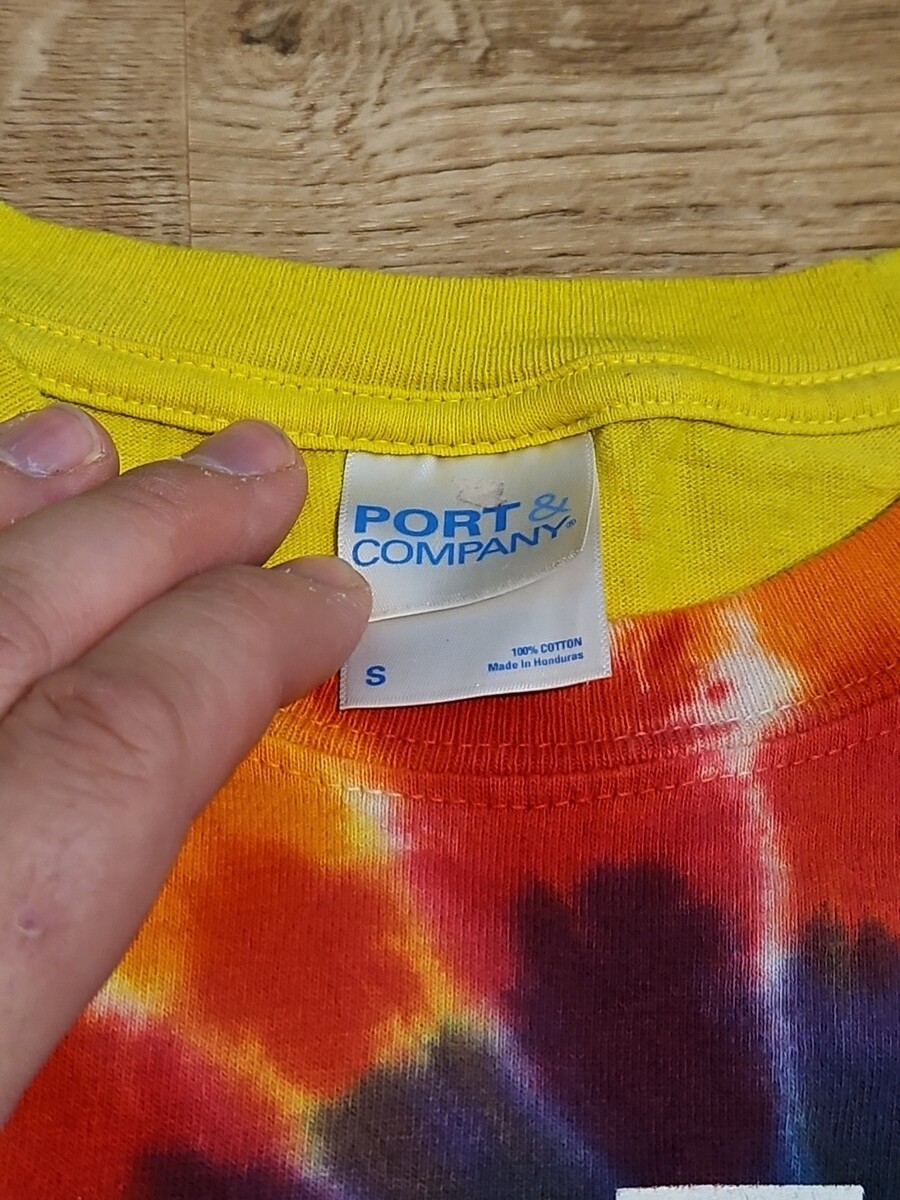 PORT &
COMPANY®
100% COTTON
Made In Honduras
S